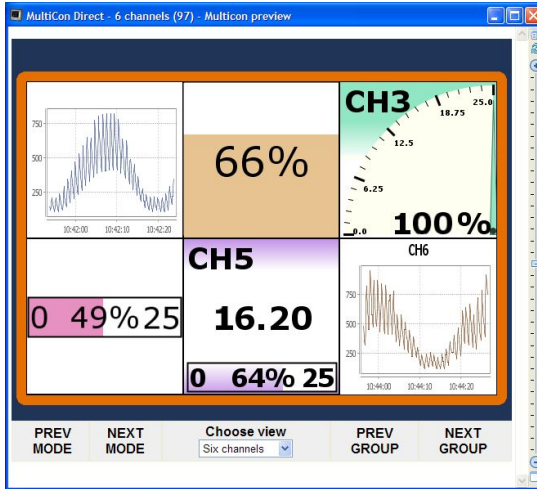 MultiCon Direct - 6 channels (97) - Multicon preview
750
500
250
10:42:00 10:42:10 10:42:20
66%
CH3
0.0
6.25
12.5
18.75
25.0
100%
0 49% 25
CH5
16.20
0 64% 25
CH6
750
500
250
10:44:00 10:44:10 10:44:20
PREV MODE
NEXT MODE
Choose view
Six channels
PREV GROUP
NEXT GROUP